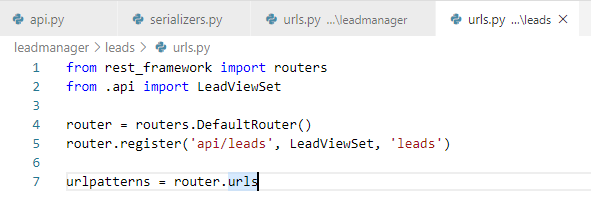 api.py serializers.py urls.py ...\leadmanager urls.py ...\leads
leadmanager > leads > urls.py
1 from rest_framework import routers
2 from .api import LeadViewSet
3
4 router = routers.DefaultRouter()
5 router.register('api/leads', LeadViewSet, 'leads')
6
7 urlpatterns = router.urls